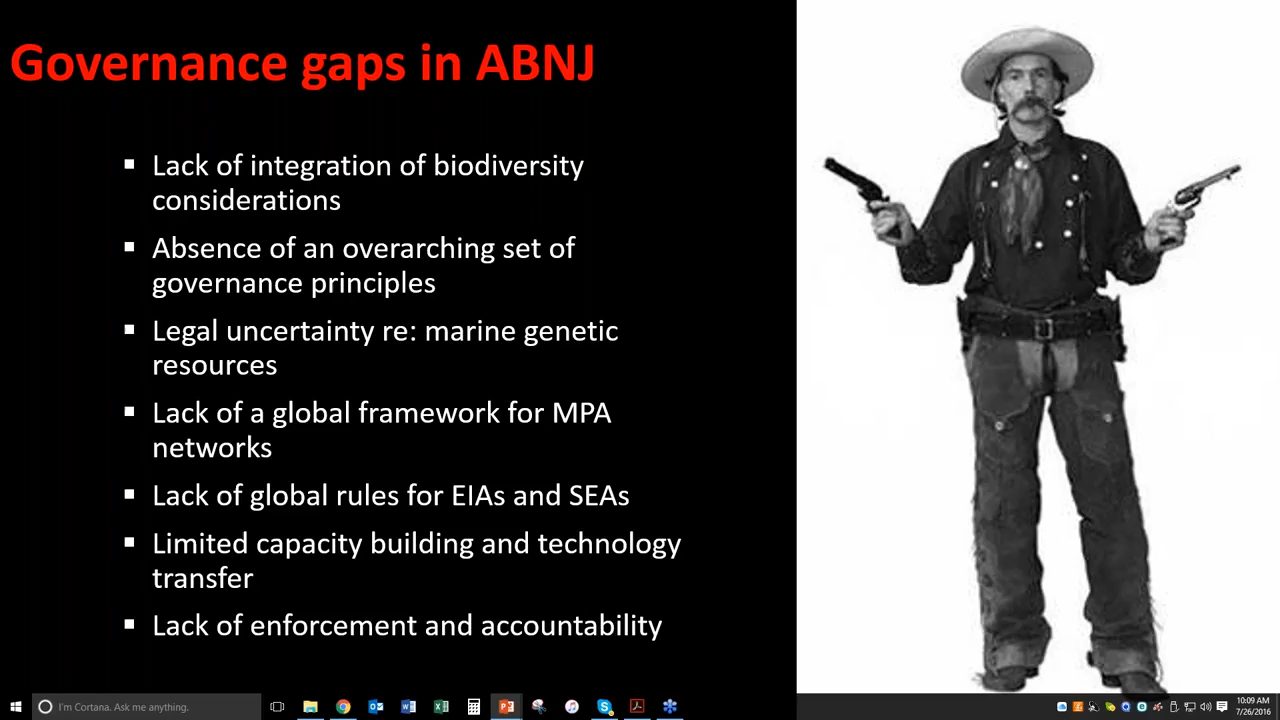 Governance gaps in ABNJ
▪ Lack of integration of biodiversity
considerations
▪ Absence of an overarching set of
governance principles
▪ Legal uncertainty re: marine genetic
resources
▪ Lack of a global framework for MPA
networks
▪ Lack of global rules for EIAs and SEAs
▪ Limited capacity building and technology
transfer
▪ Lack of enforcement and accountability
I'm Cortana. Ask me anything.
10:09 AM
7/26/2016